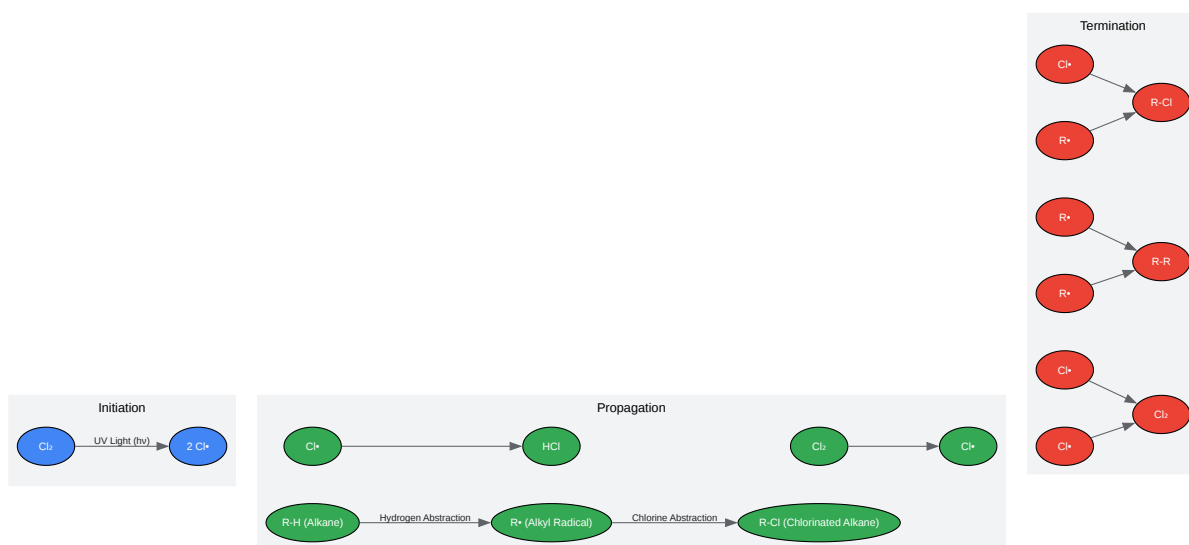 Initiation
Cl₂
UV Light (hν)
2 Cl•
Propagation
Cl•
HCl
Cl₂
Cl•
R-H (Alkane)
Hydrogen Abstraction
R• (Alkyl Radical)
Chlorine Abstraction
R-Cl (Chlorinated Alkane)
Termination
Cl•
R-Cl
R•
R•
R-R
R•
Cl•
Cl₂
Cl•